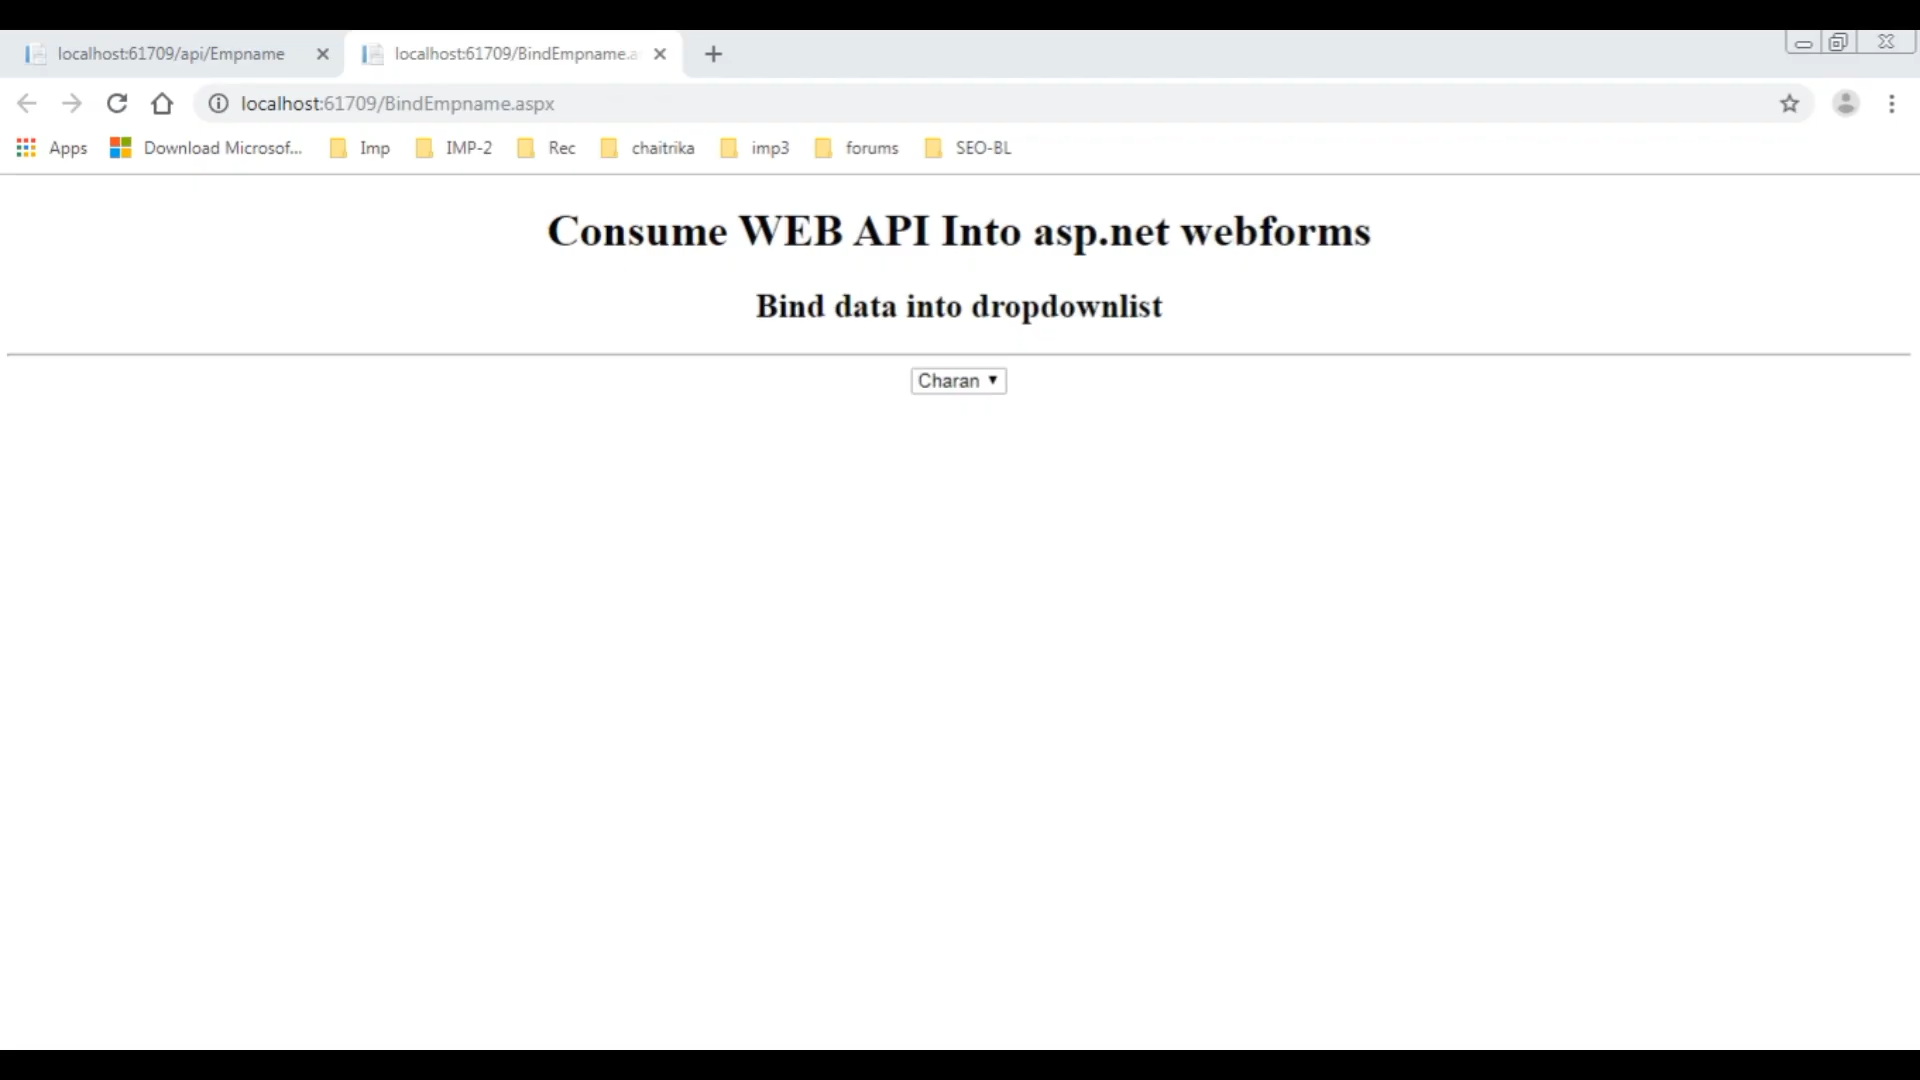 localhost:61709/api/Empname
localhost:61709/BindEmpname.a
localhost:61709/BindEmpname.aspx
Apps Download Microsof... Imp IMP-2 Rec chaitrika imp3 forums SEO-BL
Consume WEB API Into asp.net webforms
Bind data into dropdownlist
Charan